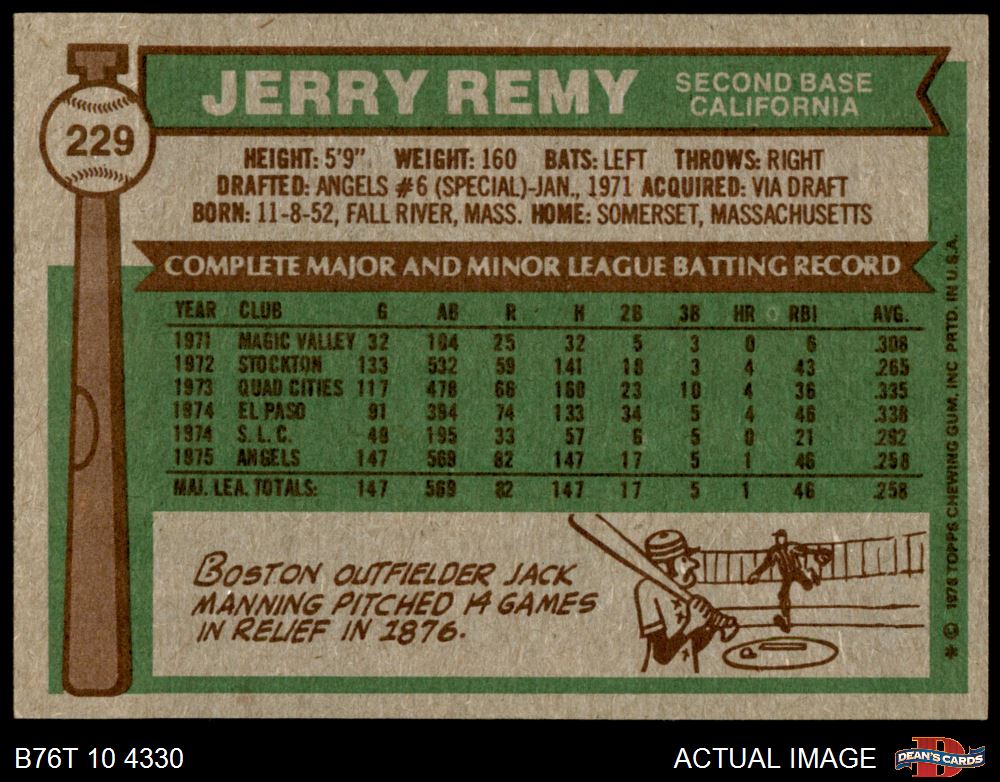 JERRY REMY
SECOND BASE
CALIFORNIA
229
HEIGHT: 5'9" WEIGHT: 160 BATS: LEFT THROWS: RIGHT
DRAFTED: ANGELS #6 (SPECIAL)-JAN., 1971 ACQUIRED: VIA DRAFT
BORN: 11-8-52, FALL RIVER, MASS. HOME: SOMERSET, MASSACHUSETTS
COMPLETE MAJOR AND MINOR LEAGUE BATTING RECORD
YEAR CLUB G AB R H 2B 3B HR RBI AVG.
1971 MAGIC VALLEY 32 104 25 32 5 3 0 6 .308
1972 STOCKTON 133 532 59 141 18 3 4 43 .265
1973 QUAD CITIES 117 478 66 160 23 10 4 36 .335
1974 EL PASO 91 394 74 133 34 5 4 46 .338
1974 S.L.C. 48 195 33 57 6 5 0 21 .292
1975 ANGELS 147 569 82 147 17 5 1 46 .258
MAJ. LEA. TOTALS: 147 569 82 147 17 5 1 46 .258
BOSTON OUTFIELDER JACK
MANNING PITCHED 14 GAMES
IN RELIEF IN 1876.
* © 1976 TOPPS CHEWING GUM, INC PRTD. IN U.S.A.
B76T 10 4330
ACTUAL IMAGE
D
DEAN'S CARDS